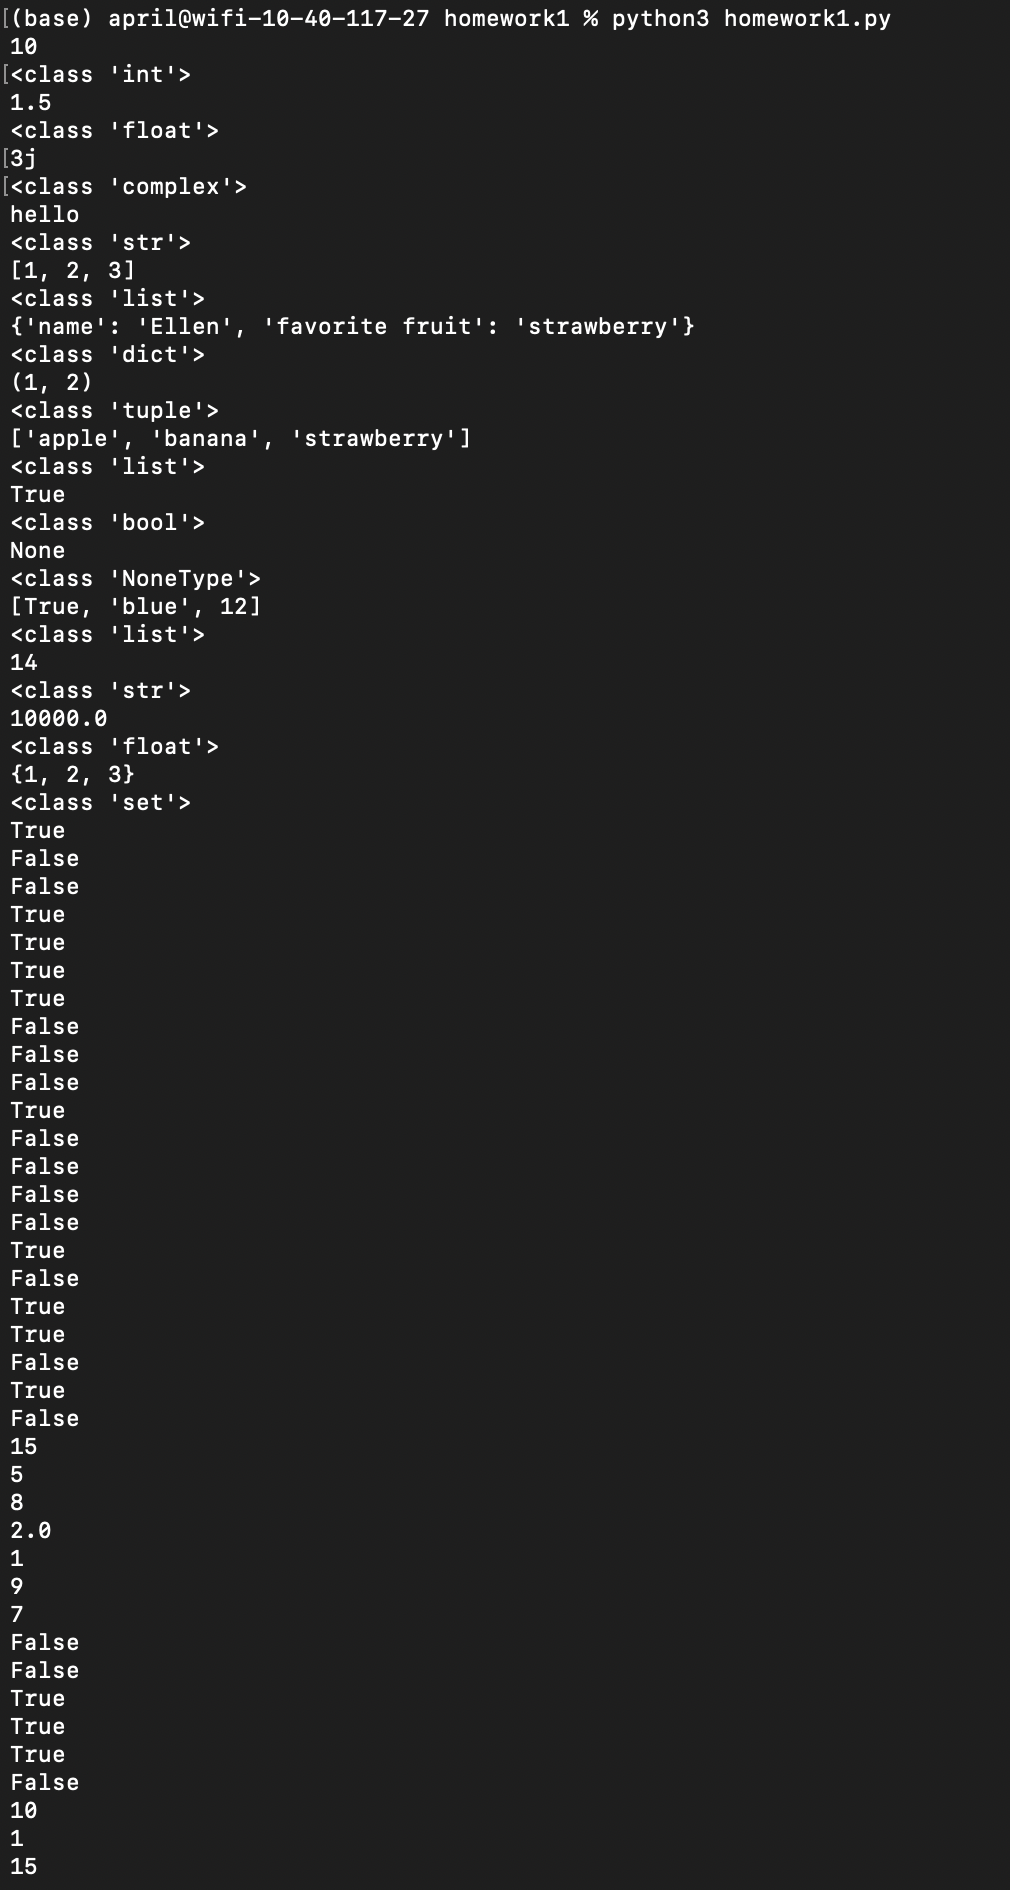 [(base) april@wifi-10-40-117-27 homework1 % python3 homework1.py
10
[<class 'int'>
1.5
<class 'float'>
[3j
[<class 'complex'>
hello
<class 'str'>
[1, 2, 3]
<class 'list'>
{'name': 'Ellen', 'favorite fruit': 'strawberry'}
<class 'dict'>
(1, 2)
<class 'tuple'>
['apple', 'banana', 'strawberry']
<class 'list'>
True
<class 'bool'>
None
<class 'NoneType'>
[True, 'blue', 12]
<class 'list'>
14
<class 'str'>
10000.0
<class 'float'>
{1, 2, 3}
<class 'set'>
True
False
False
True
True
True
True
False
False
False
True
False
False
False
False
True
False
True
True
False
True
False
15
5
8
2.0
1
9
7
False
False
True
True
True
False
10
1
15